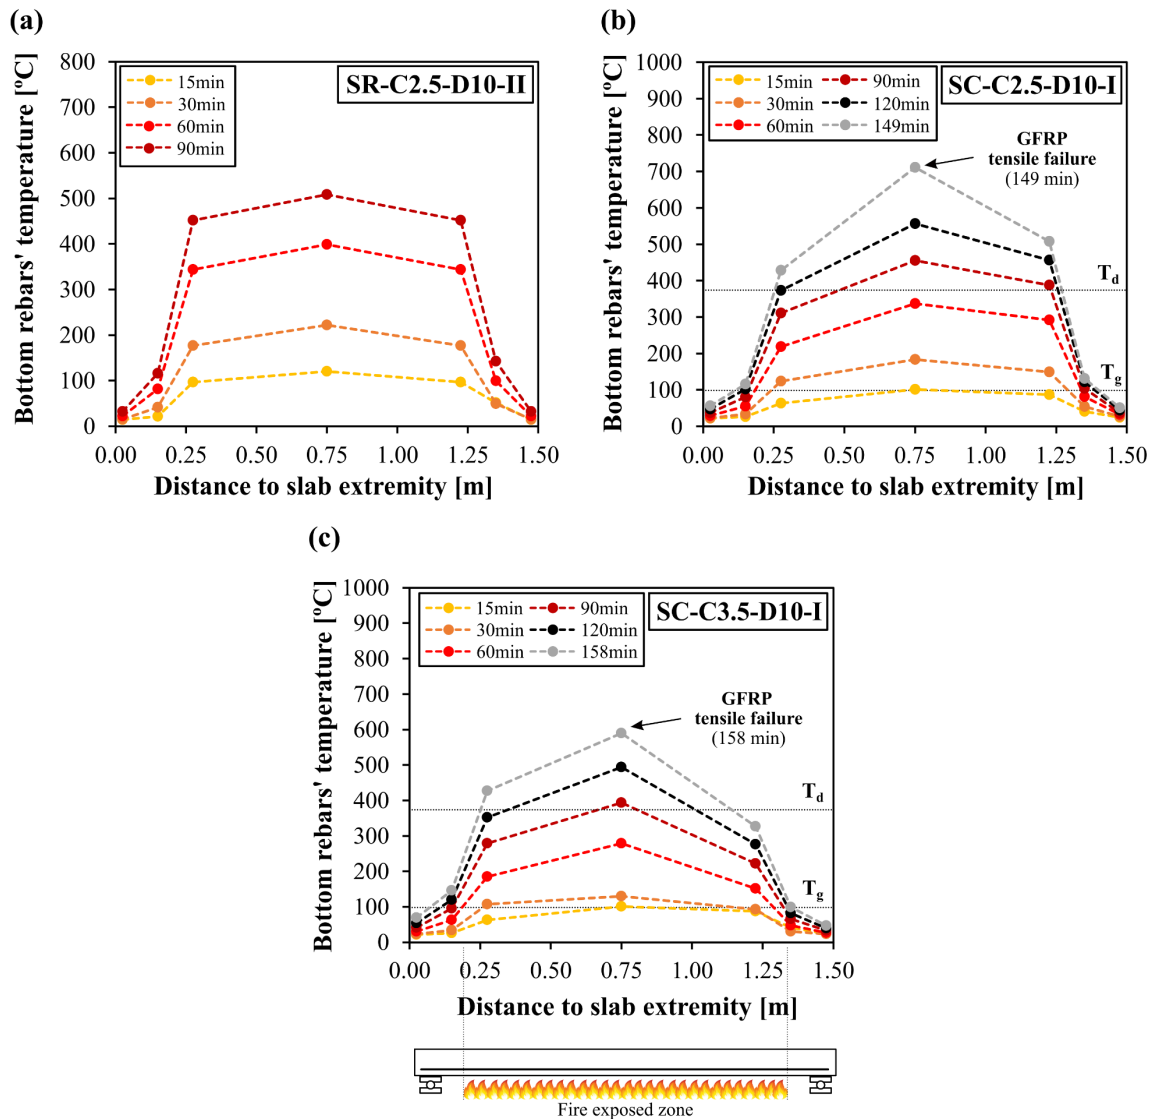 (a)
Bottom rebars' temperature [ºC]
800
700
600
500
400
300
200
100
0
15min
30min
60min
90min
SR-C2.5-D10-II
0.00 0.25 0.50 0.75 1.00 1.25 1.50
Distance to slab extremity [m]
(b)
Bottom rebars' temperature [ºC]
1000
900
800
700
600
500
400
300
200
100
0
15min 90min
30min 120min
60min 149min
SC-C2.5-D10-I
GFRP
tensile failure
(149 min)
Td
Tg
0.00 0.25 0.50 0.75 1.00 1.25 1.50
Distance to slab extremity [m]
(c)
Bottom rebars' temperature [ºC]
1000
900
800
700
600
500
400
300
200
100
0
15min 90min
30min 120min
60min 158min
SC-C3.5-D10-I
GFRP
tensile failure
(158 min)
Td
Tg
0.00 0.25 0.50 0.75 1.00 1.25 1.50
Distance to slab extremity [m]
Fire exposed zone